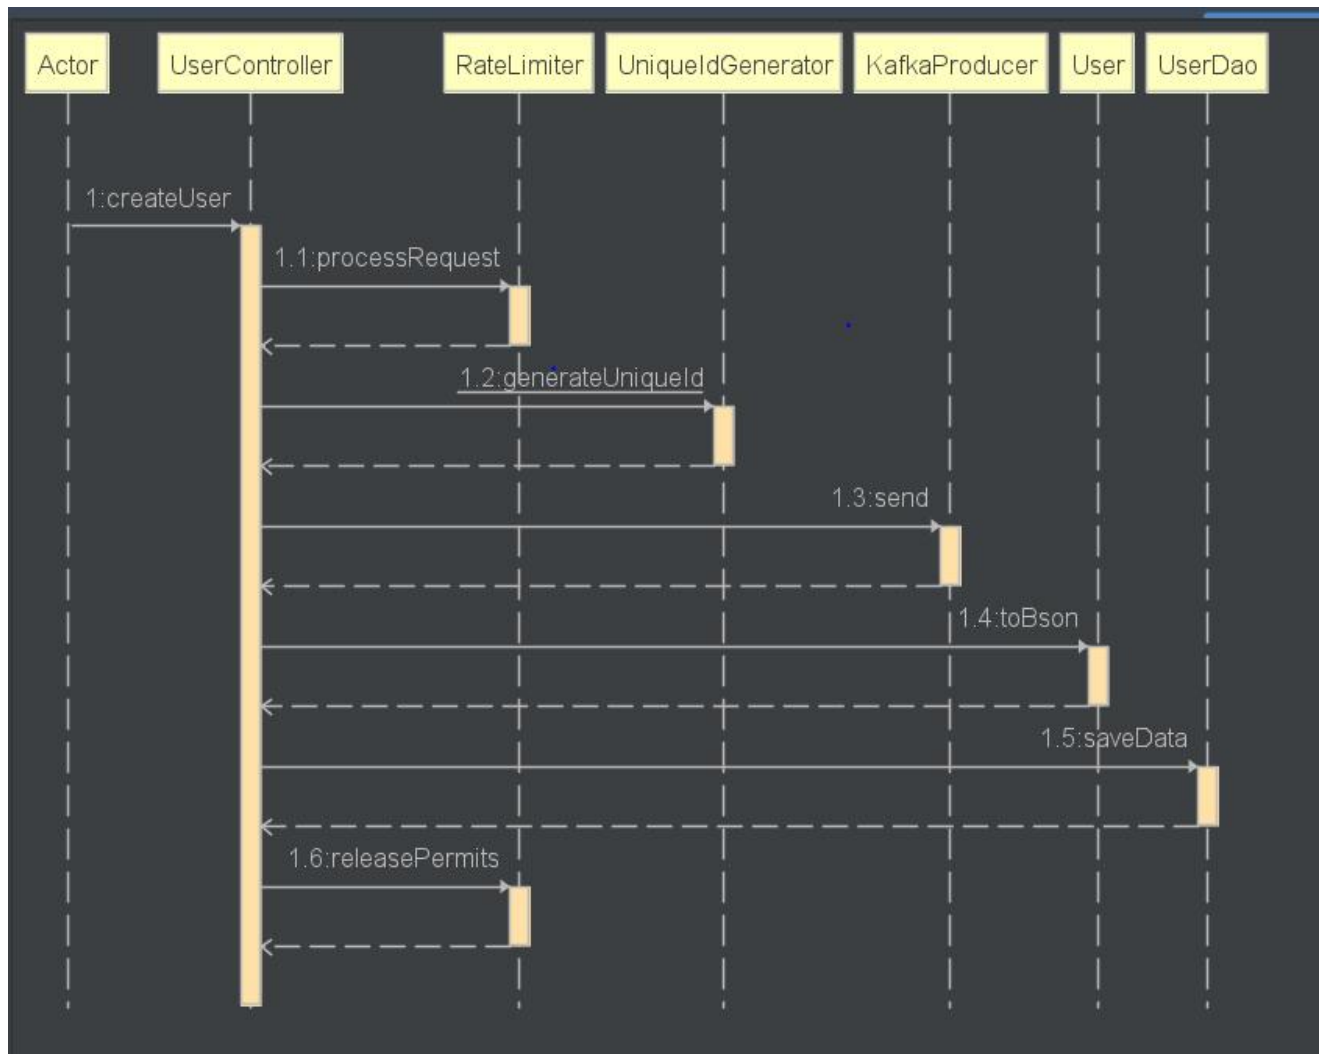 Actor
UserController
RateLimiter
UniqueIdGenerator
KafkaProducer
User
UserDao
1:createUser
1.1:processRequest
1.2:generateUniqueId
1.3:send
1.4:toBson
1.5:saveData
1.6:releasePermits